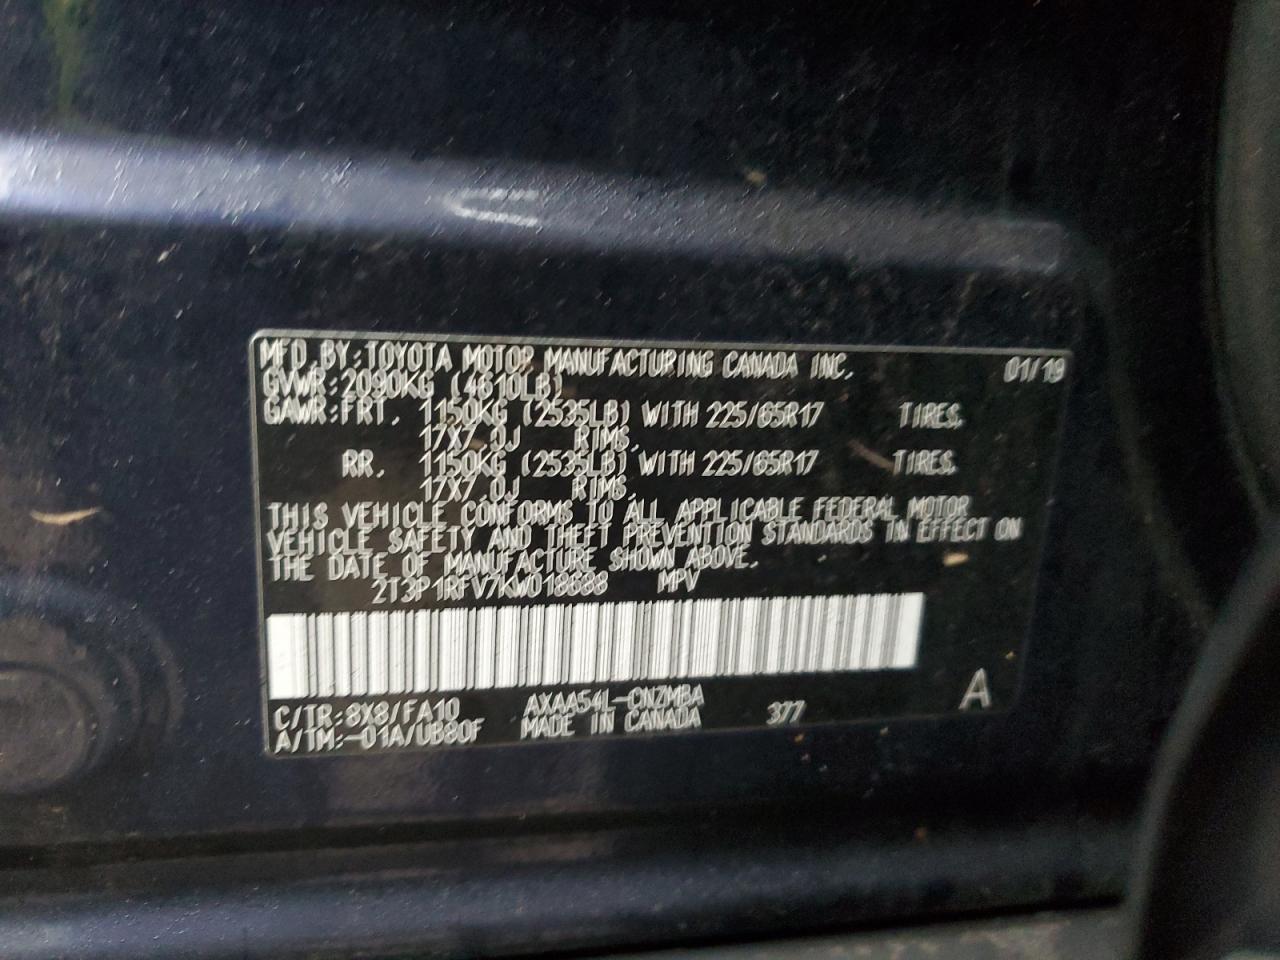 MFD. BY: TOYOTA MOTOR MANUFACTURING CANADA INC. 01/19
GVWR: 2090KG (4610LB)
GAWR: FRT. 1150KG (2535LB) WITH 225/65R17 TIRES,
17X7.0J RIMS,
RR. 1150KG (2535LB) WITH 225/65R17 TIRES,
17X7.0J RIMS,
THIS VEHICLE CONFORMS TO ALL APPLICABLE FEDERAL MOTOR
VEHICLE SAFETY AND THEFT PREVENTION STANDARDS IN EFFECT ON
THE DATE OF MANUFACTURE SHOWN ABOVE.
2T3P1RFV7KW018688 MPV
C/TR: 8X8/FA10 AXAA54L-CNZMBA 377 A
A/TM: -01A/UB80F MADE IN CANADA